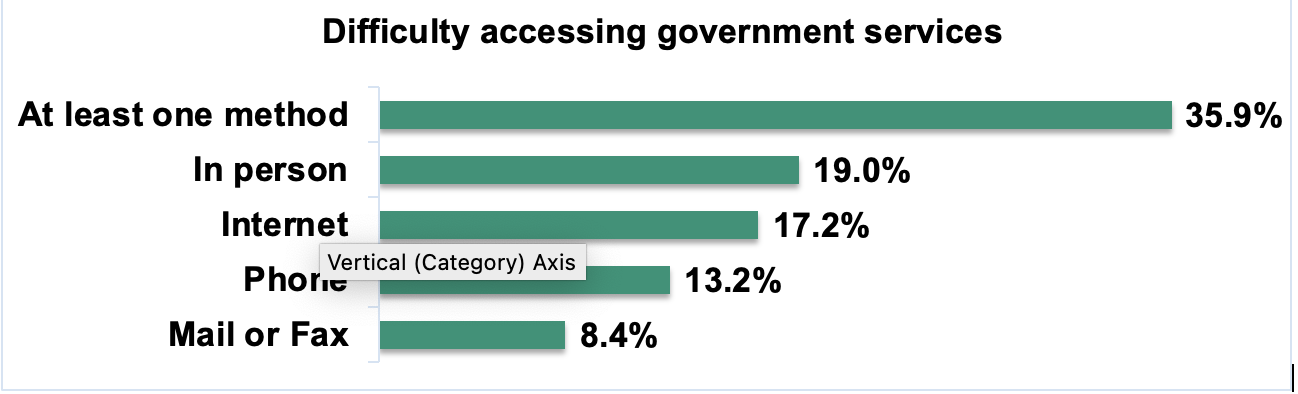 Difficulty accessing government services
At least one method 35.9%
In person 19.0%
Internet 17.2%
Vertical (Category) Axis
Phone 13.2%
Mail or Fax 8.4%